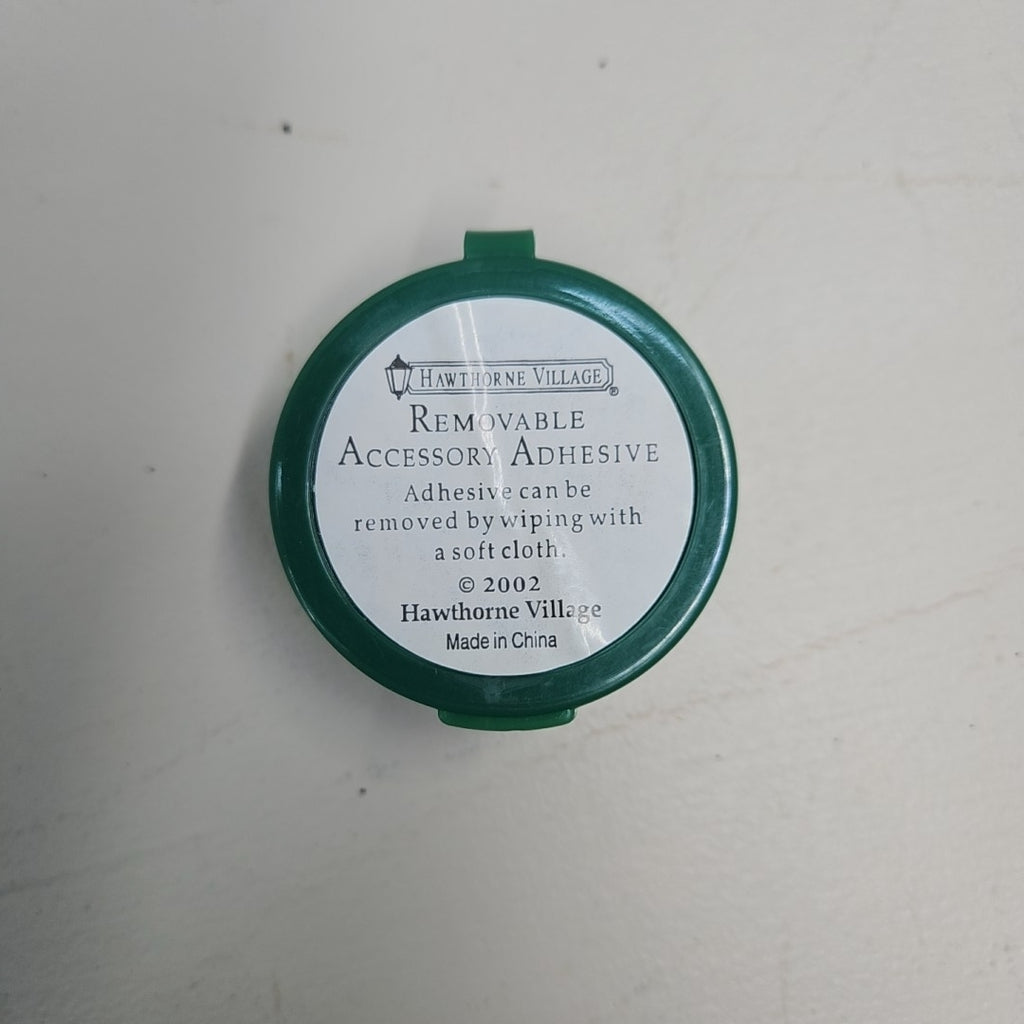 HAWTHORNE VILLAGE®
REMOVABLE
ACCESSORY ADHESIVE
Adhesive can be
removed by wiping with
a soft cloth.
© 2002
Hawthorne Village
Made in China